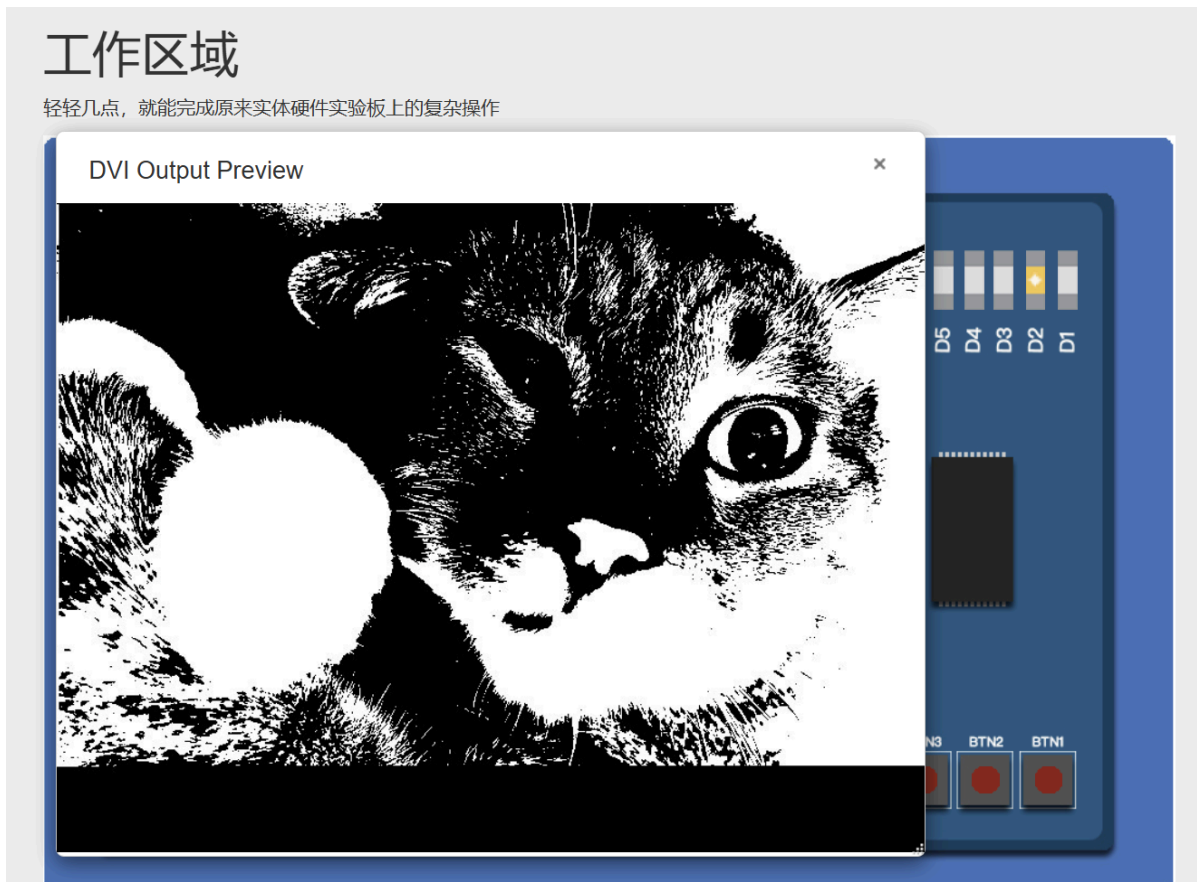 工作区域
轻轻几点，就能完成原来实体硬件实验板上的复杂操作
DVI Output Preview
×
D5 D4 D3 D2 D1
N3 BTN2 BTN1